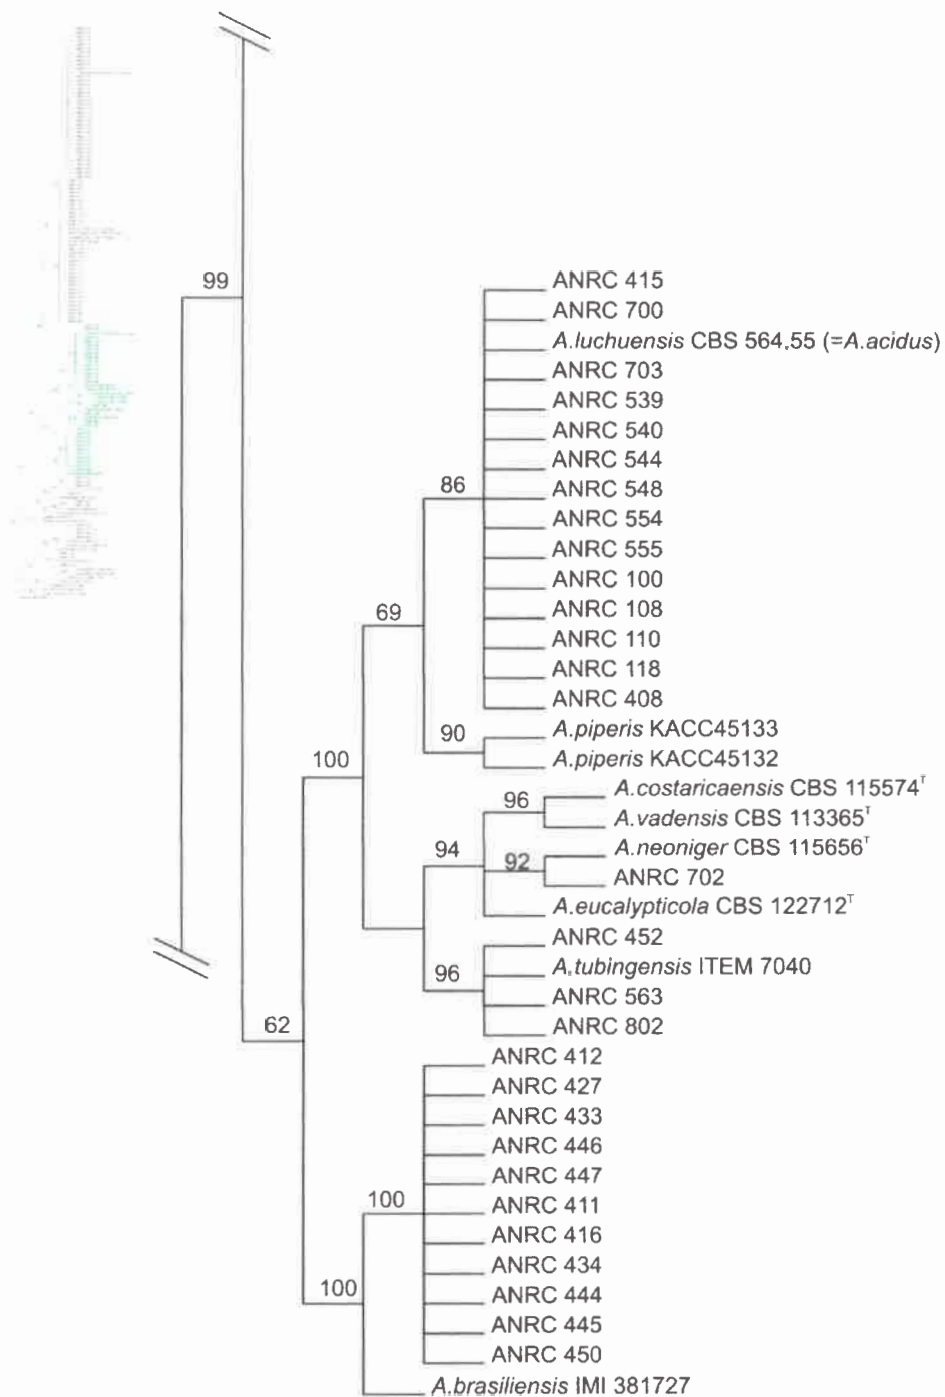 99
ANRC 415
ANRC 700
A.luchuensis CBS 564.55 (=A.acidus)
ANRC 703
ANRC 539
ANRC 540
ANRC 544
86
ANRC 548
ANRC 554
ANRC 555
ANRC 100
69
ANRC 108
ANRC 110
ANRC 118
ANRC 408
90
A.piperis KACC45133
A.piperis KACC45132
100
A.costaricaensis CBS 115574ᵀ
96
A.vadensis CBS 113365ᵀ
94
A.neoniger CBS 115656ᵀ
92
ANRC 702
A.eucalypticola CBS 122712ᵀ
ANRC 452
96
A.tubingensis ITEM 7040
ANRC 563
ANRC 802
62
ANRC 412
ANRC 427
ANRC 433
ANRC 446
ANRC 447
100
ANRC 411
ANRC 416
ANRC 434
100
ANRC 444
ANRC 445
ANRC 450
A.brasiliensis IMI 381727